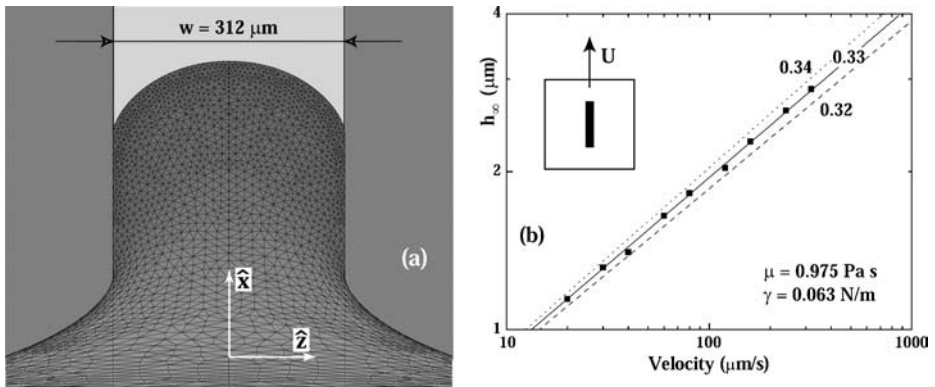 w = 312 μm
(a)
x̂
ẑ
h∞ (μm)
4
2
1
U
0.34
0.33
0.32
(b)
μ = 0.975 Pa s
γ = 0.063 N/m
10
100
1000
Velocity (μm/s)